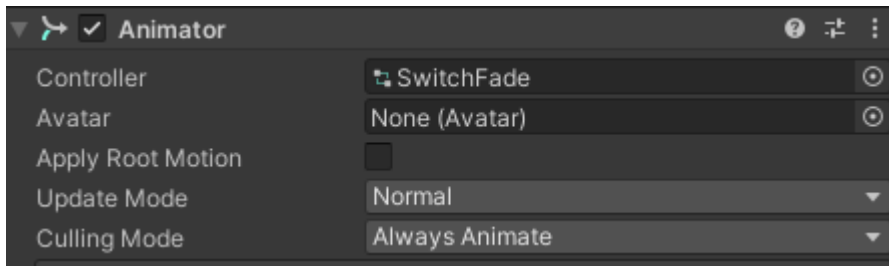 Animator
Controller SwitchFade
Avatar None (Avatar)
Apply Root Motion
Update Mode Normal
Culling Mode Always Animate